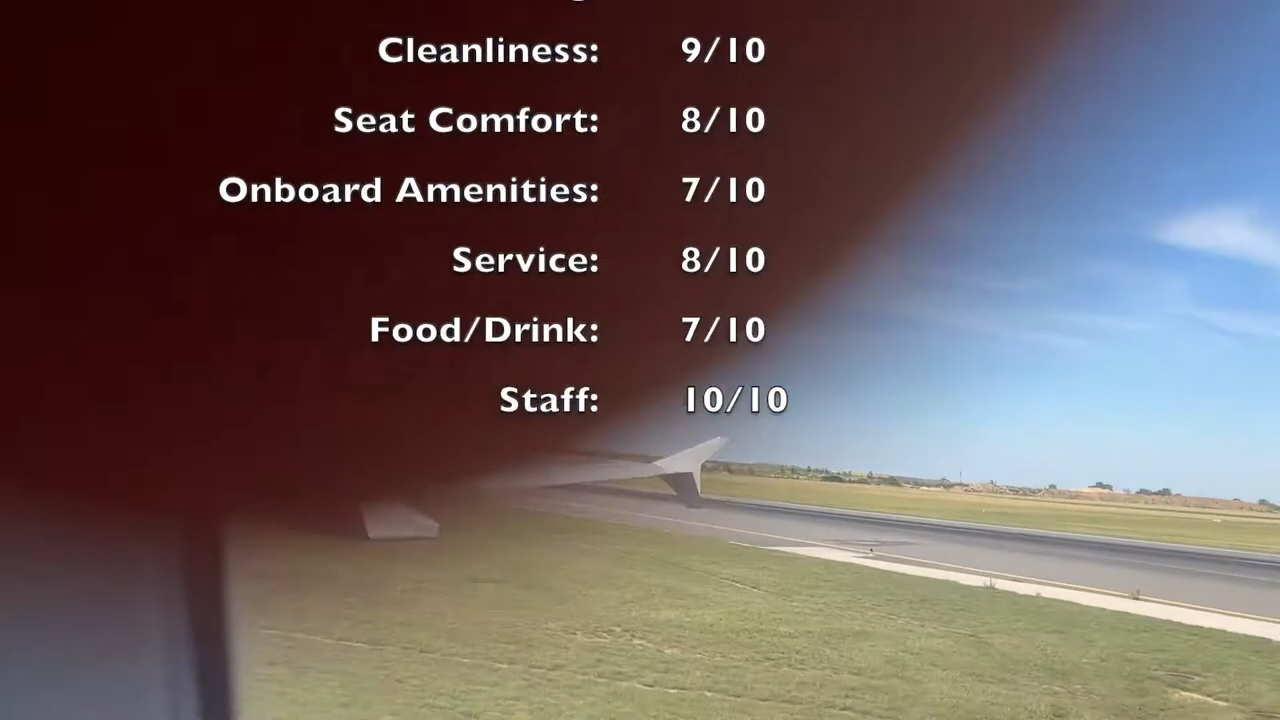 Cleanliness: 9/10
Seat Comfort: 8/10
Onboard Amenities: 7/10
Service: 8/10
Food/Drink: 7/10
Staff: 10/10